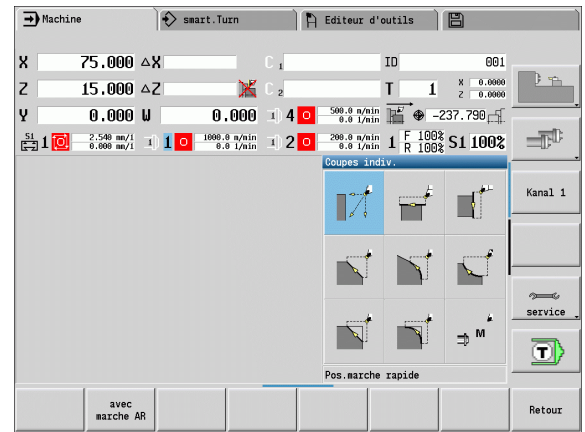 Machine smart.Turn Editeur d'outils
X 75.000 △X C 1 ID 001
Z 15.000 △Z C 2 T 1 X 0.0000 Z 0.0000
Y 0.000 W 0.000 4 500.0 m/min 0.0 1/min -237.790
S1 1 2.540 mm/1 0.000 mm/1 1 1000.0 m/min 0.0 1/min 2 200.0 m/min 0.0 1/min 1 F 100% R 100% S1 100%
Coupes indiv.
Kanal 1
M
service
Pos.marche rapide
T
avec
marche AR
Retour